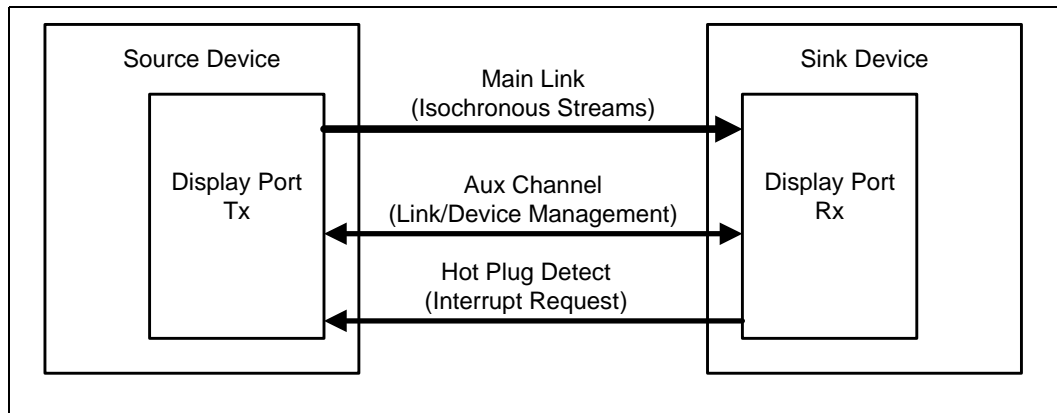 Source Device
Sink Device
Main Link
(Isochronous Streams)
Display Port
Tx
Aux Channel
(Link/Device Management)
Display Port
Rx
Hot Plug Detect
(Interrupt Request)